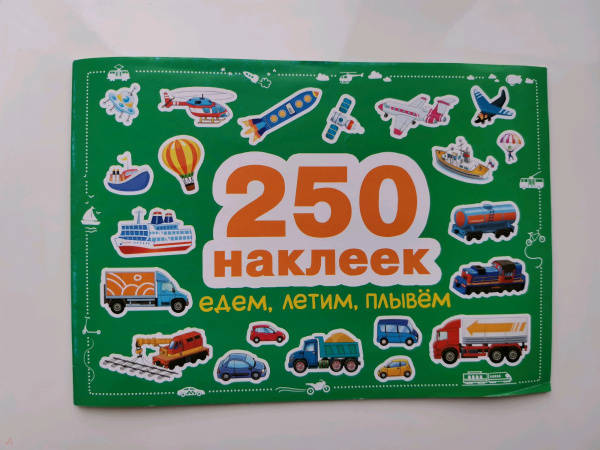 250
наклеек
едем, летим, плывём